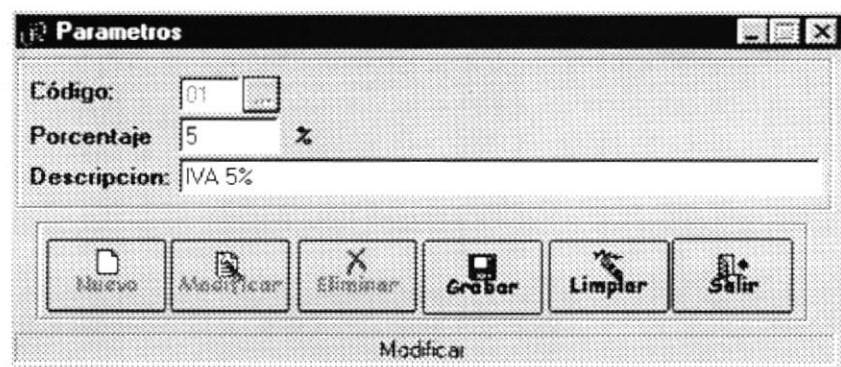 Parametros
Código: 01 ...
Porcentaje 5 %
Descripcion: IVA 5%
Nuevo Modificar Eliminar Grabar Limpiar Salir
Modificar